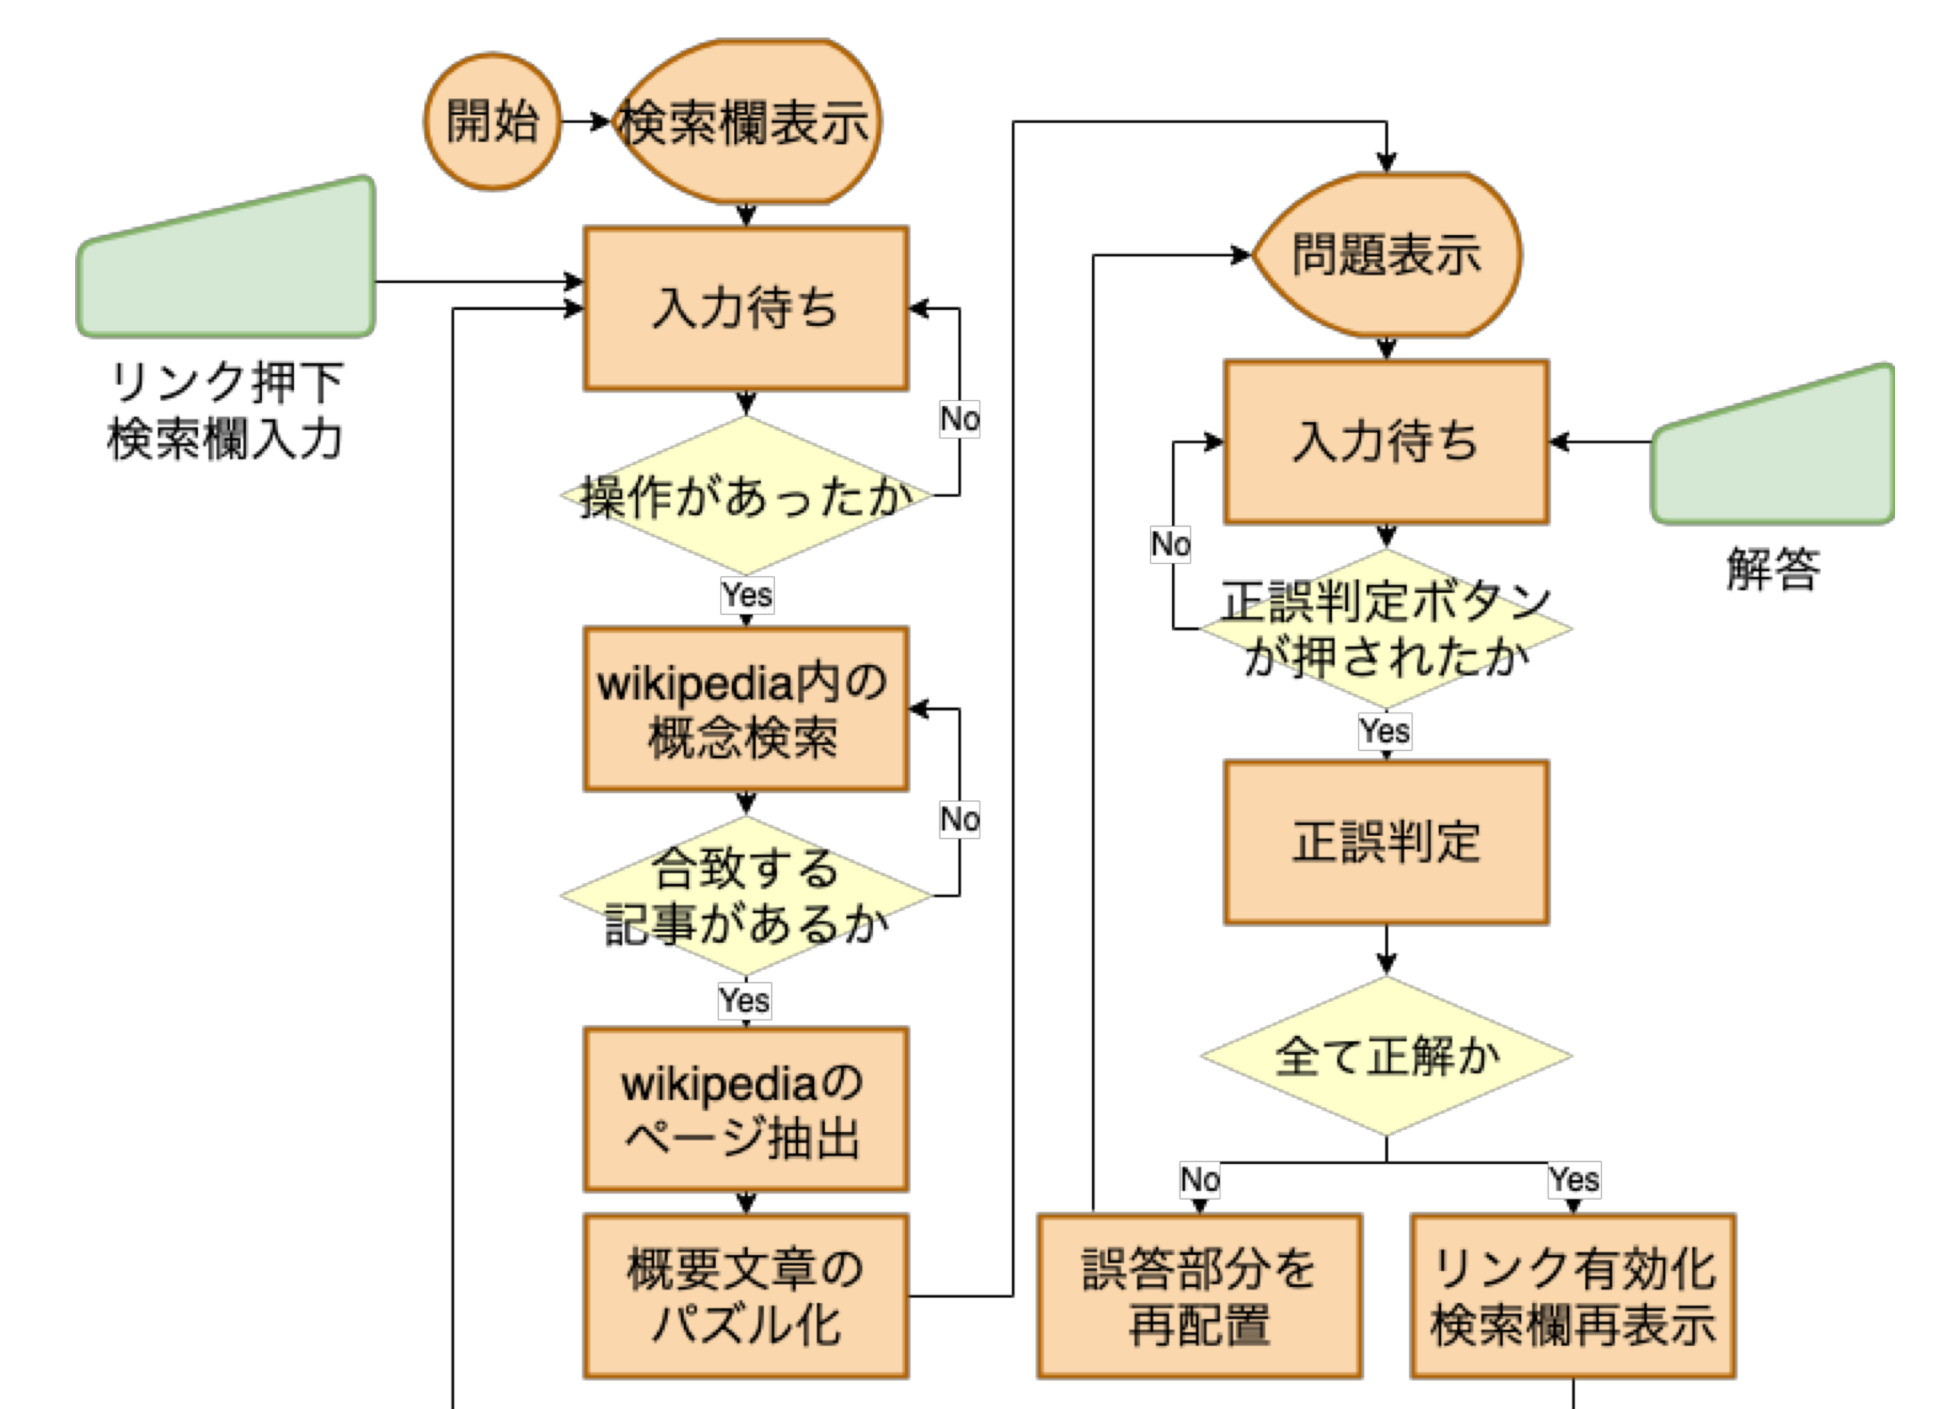 開始
検索欄表示
リンク押下
検索欄入力
入力待ち
No
操作があったか
Yes
wikipedia内の
概念検索
No
合致する
記事があるか
Yes
wikipediaの
ページ抽出
概要文章の
パズル化
問題表示
入力待ち
解答
No
正誤判定ボタン
が押されたか
Yes
正誤判定
全て正解か
No
Yes
誤答部分を
再配置
リンク有効化
検索欄再表示